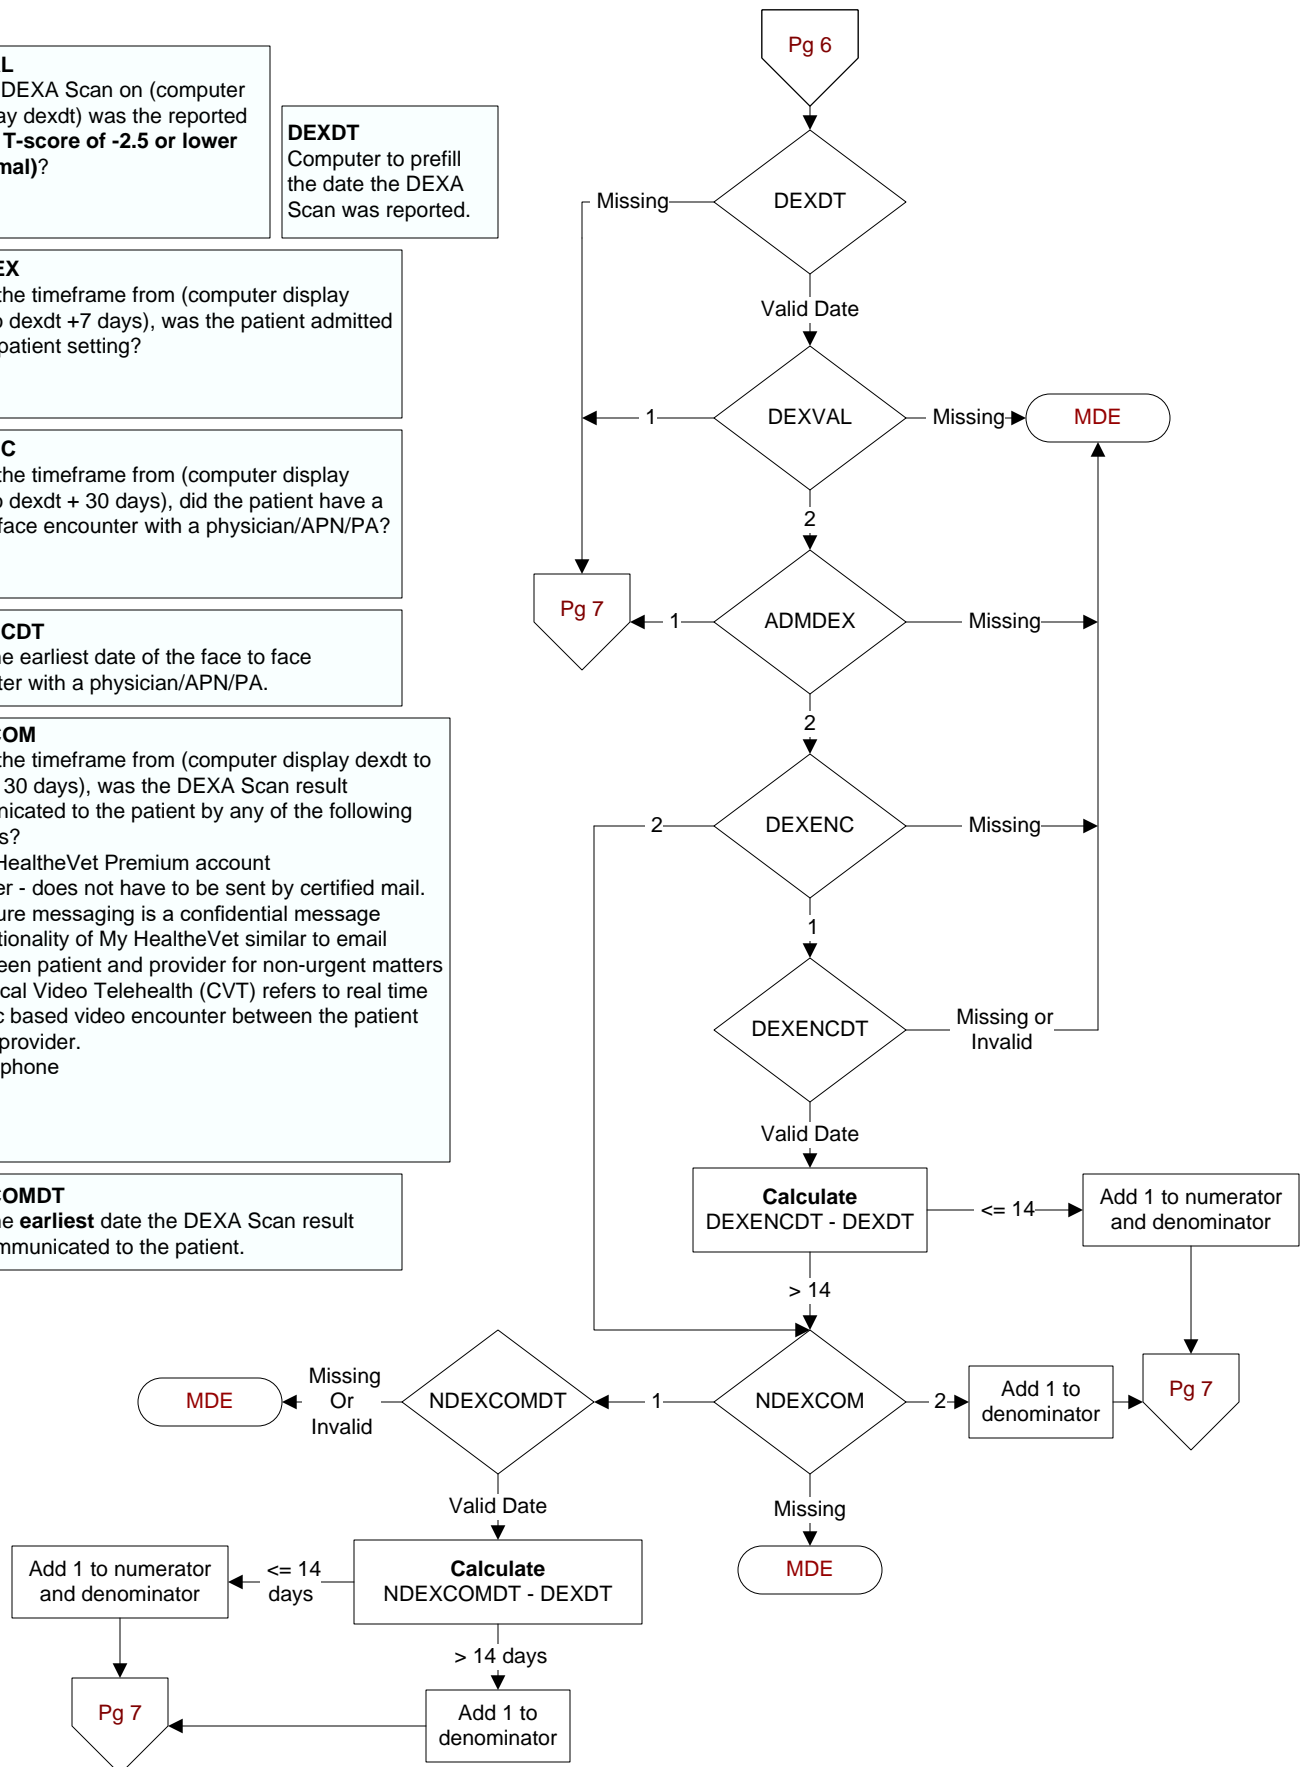 Pg 6
L
DEXA Scan on (computer
ay dexdt) was the reported
T-score of -2.5 or lower
mal)?
DEXDT
Computer to prefill
the date the DEXA
Scan was reported.
EX
the timeframe from (computer display
o dexdt +7 days), was the patient admitted
patient setting?
C
the timeframe from (computer display
o dexdt + 30 days), did the patient have a
face encounter with a physician/APN/PA?
CDT
ne earliest date of the face to face
ter with a physician/APN/PA.
COM
the timeframe from (computer display dexdt to
30 days), was the DEXA Scan result
nicated to the patient by any of the following
s?
HealtheVet Premium account
er - does not have to be sent by certified mail.
ure messaging is a confidential message
tionality of My HealtheVet similar to email
een patient and provider for non-urgent matters
cal Video Telehealth (CVT) refers to real time
c based video encounter between the patient
provider.
phone
COMDT
ne earliest date the DEXA Scan result
mmunicated to the patient.
DEXDT
Missing
Valid Date
DEXVAL
1
Missing
MDE
2
ADMDEX
1
Missing
Pg 7
2
DEXENC
2
Missing
1
DEXENCDT
Missing or
Invalid
Valid Date
Calculate
DEXENCDT - DEXDT
<= 14
Add 1 to numerator
and denominator
> 14
NDEXCOM
2
Add 1 to
denominator
Pg 7
1
NDEXCOMDT
Missing
Or
Invalid
MDE
Missing
MDE
Valid Date
Calculate
NDEXCOMDT - DEXDT
<= 14
days
Add 1 to numerator
and denominator
> 14 days
Add 1 to
denominator
Pg 7